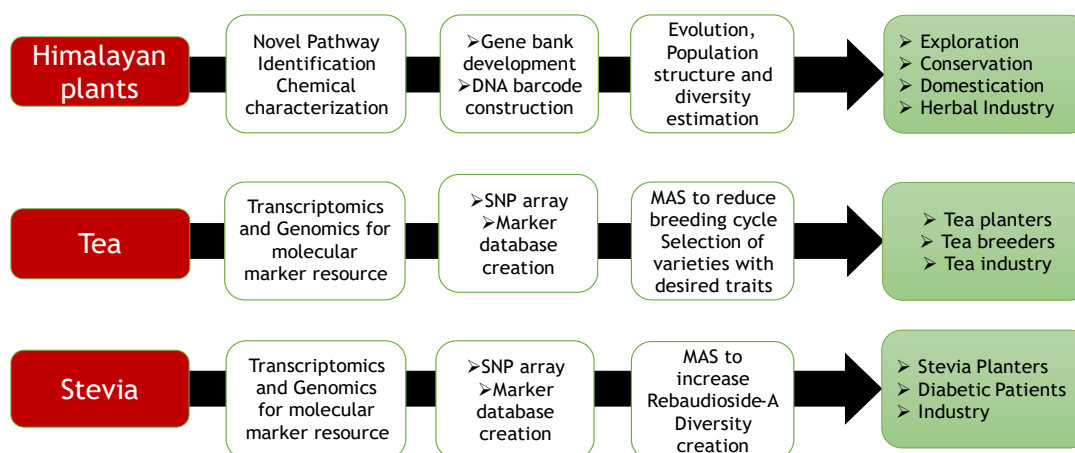 Himalayan
plants
Novel Pathway
Identification
Chemical
characterization
➢Gene bank
development
➢DNA barcode
construction
Evolution,
Population
structure and
diversity
estimation
➢ Exploration
➢ Conservation
➢ Domestication
➢ Herbal Industry
Tea
Transcriptomics
and Genomics for
molecular
marker resource
➢SNP array
➢Marker
database
creation
MAS to reduce
breeding cycle
Selection of
varieties with
desired traits
➢ Tea planters
➢ Tea breeders
➢ Tea industry
Stevia
Transcriptomics
and Genomics
for molecular
marker resource
➢SNP array
➢Marker
database
creation
MAS to
increase
Rebaudioside-A
Diversity
creation
➢ Stevia Planters
➢ Diabetic Patients
➢ Industry